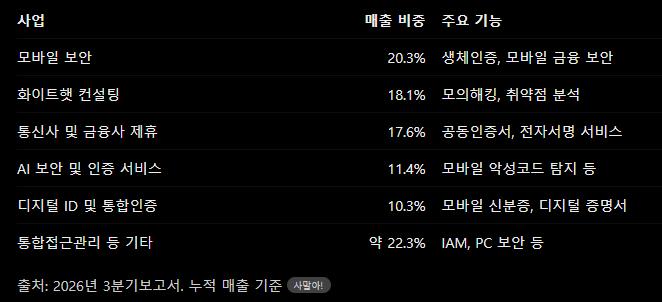 사업 매출 비중 주요 기능
모바일 보안 20.3% 생체인증, 모바일 금융 보안
화이트햇 컨설팅 18.1% 모의해킹, 취약점 분석
통신사 및 금융사 제휴 17.6% 공동인증서, 전자서명 서비스
AI 보안 및 인증 서비스 11.4% 모바일 악성코드 탐지 등
디지털 ID 및 통합인증 10.3% 모바일 신분증, 디지털 증명서
통합접근관리 등 기타 약 22.3% IAM, PC 보안 등
출처: 2026년 3분기보고서. 누적 매출 기준 사말아!